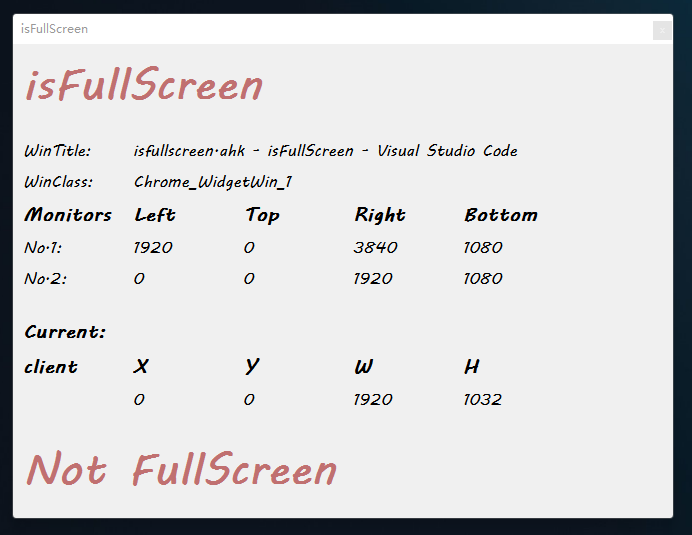 isFullScreen
isFullScreen
WinTitle: isfullscreen.ahk - isFullScreen - Visual Studio Code
WinClass: Chrome_WidgetWin_1
Monitors Left Top Right Bottom
No.1: 1920 0 3840 1080
No.2: 0 0 1920 1080
Current:
client X Y W H
0 0 1920 1032
Not FullScreen